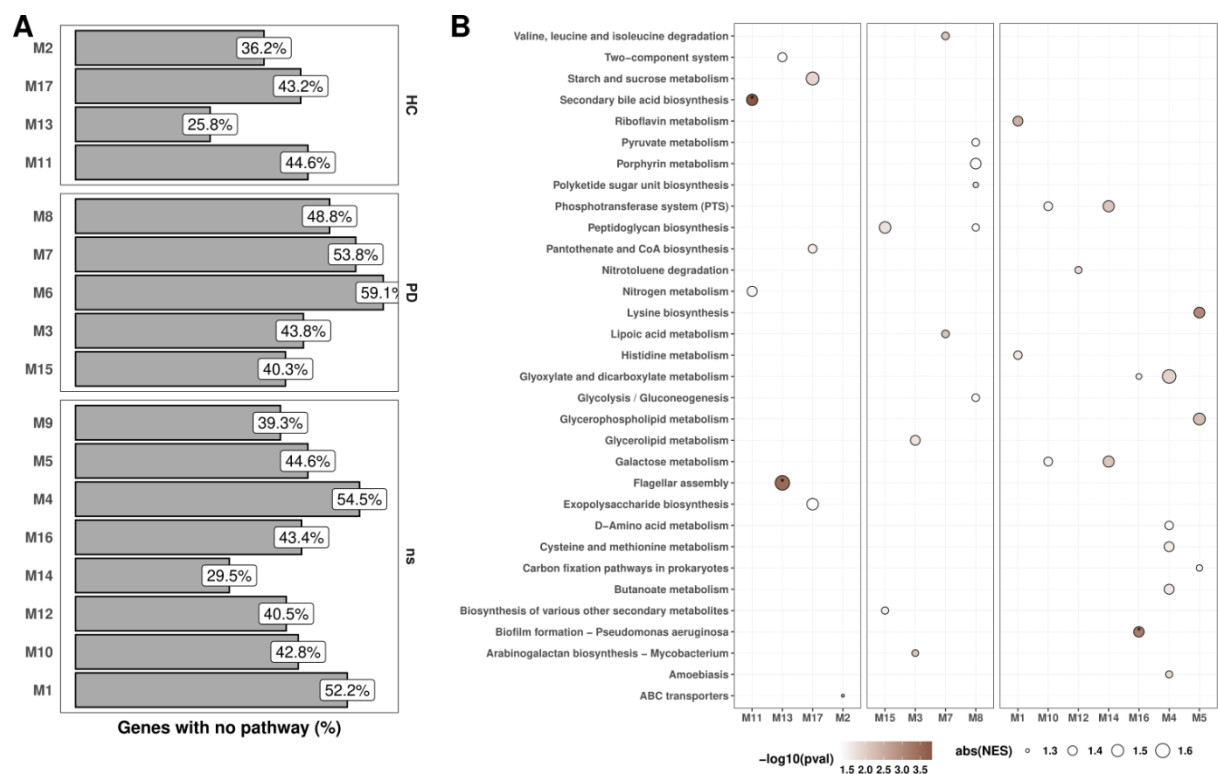 A
M2
36.2%
M17
43.2%
M13
25.8%
M11
44.6%
HC
M8
48.8%
M7
53.8%
M6
59.1%
M3
43.8%
M15
40.3%
PD
M9
39.3%
M5
44.6%
M4
54.5%
M16
43.4%
M14
29.5%
M12
40.5%
M10
42.8%
M1
52.2%
ns
Genes with no pathway (%)
B
Valine, leucine and isoleucine degradation
Two−component system
Starch and sucrose metabolism
Secondary bile acid biosynthesis
Riboflavin metabolism
Pyruvate metabolism
Porphyrin metabolism
Polyketide sugar unit biosynthesis
Phosphotransferase system (PTS)
Peptidoglycan biosynthesis
Pantothenate and CoA biosynthesis
Nitrotoluene degradation
Nitrogen metabolism
Lysine biosynthesis
Lipoic acid metabolism
Histidine metabolism
Glyoxylate and dicarboxylate metabolism
Glycolysis / Gluconeogenesis
Glycerophospholipid metabolism
Glycerolipid metabolism
Galactose metabolism
Flagellar assembly
Exopolysaccharide biosynthesis
D−Amino acid metabolism
Cysteine and methionine metabolism
Carbon fixation pathways in prokaryotes
Butanoate metabolism
Biosynthesis of various other secondary metabolites
Biofilm formation − Pseudomonas aeruginosa
Arabinogalactan biosynthesis − Mycobacterium
Amoebiasis
ABC transporters
M11 M13 M17 M2 M15 M3 M7 M8 M1 M10 M12 M14 M16 M4 M5
−log10(pval)
1.5 2.0 2.5 3.0 3.5
abs(NES) 1.3 1.4 1.5 1.6